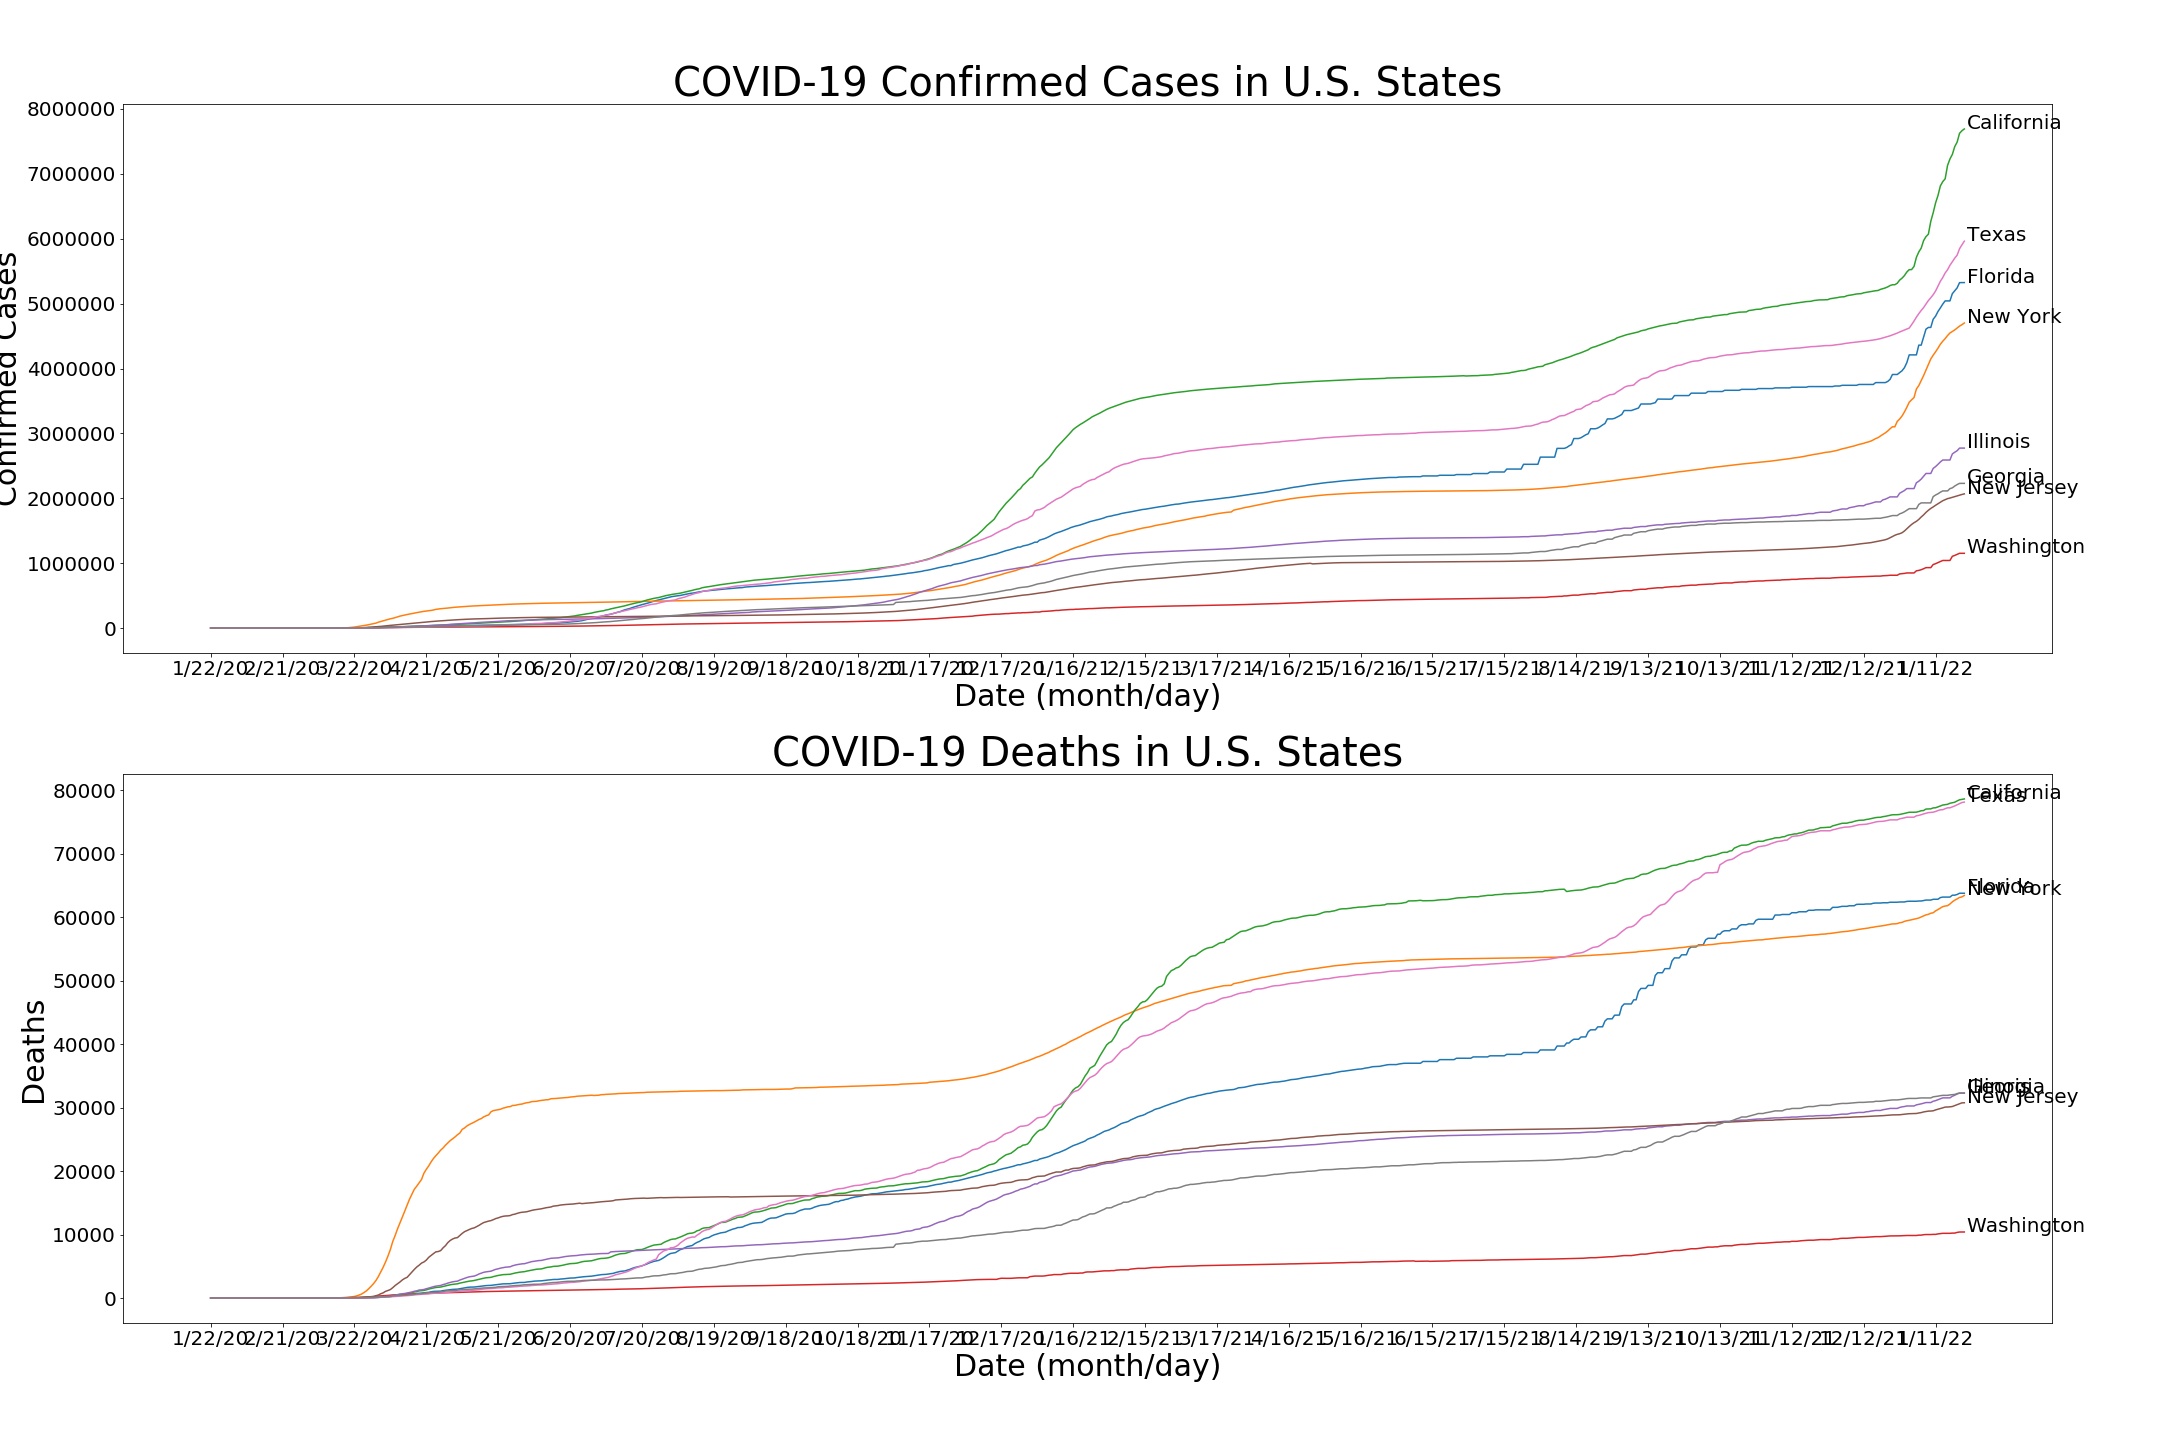 COVID-19 Confirmed Cases in U.S. States
Confirmed Cases
8000000
7000000
6000000
5000000
4000000
3000000
2000000
1000000
0
California
Texas
Florida
New York
Illinois
Georgia
New Jersey
Washington
1/22/20 2/21/20 3/22/20 4/21/20 5/21/20 6/20/20 7/20/20 8/19/20 9/18/20 10/18/20 11/17/20 12/17/20 1/16/21 2/15/21 3/17/21 4/16/21 5/16/21 6/15/21 7/15/21 8/14/21 9/13/21 10/13/21 11/12/21 12/12/21 1/11/22
Date (month/day)
COVID-19 Deaths in U.S. States
Deaths
80000
70000
60000
50000
40000
30000
20000
10000
0
California
Texas
Florida
New York
Illinois
Georgia
New Jersey
Washington
1/22/20 2/21/20 3/22/20 4/21/20 5/21/20 6/20/20 7/20/20 8/19/20 9/18/20 10/18/20 11/17/20 12/17/20 1/16/21 2/15/21 3/17/21 4/16/21 5/16/21 6/15/21 7/15/21 8/14/21 9/13/21 10/13/21 11/12/21 12/12/21 1/11/22
Date (month/day)